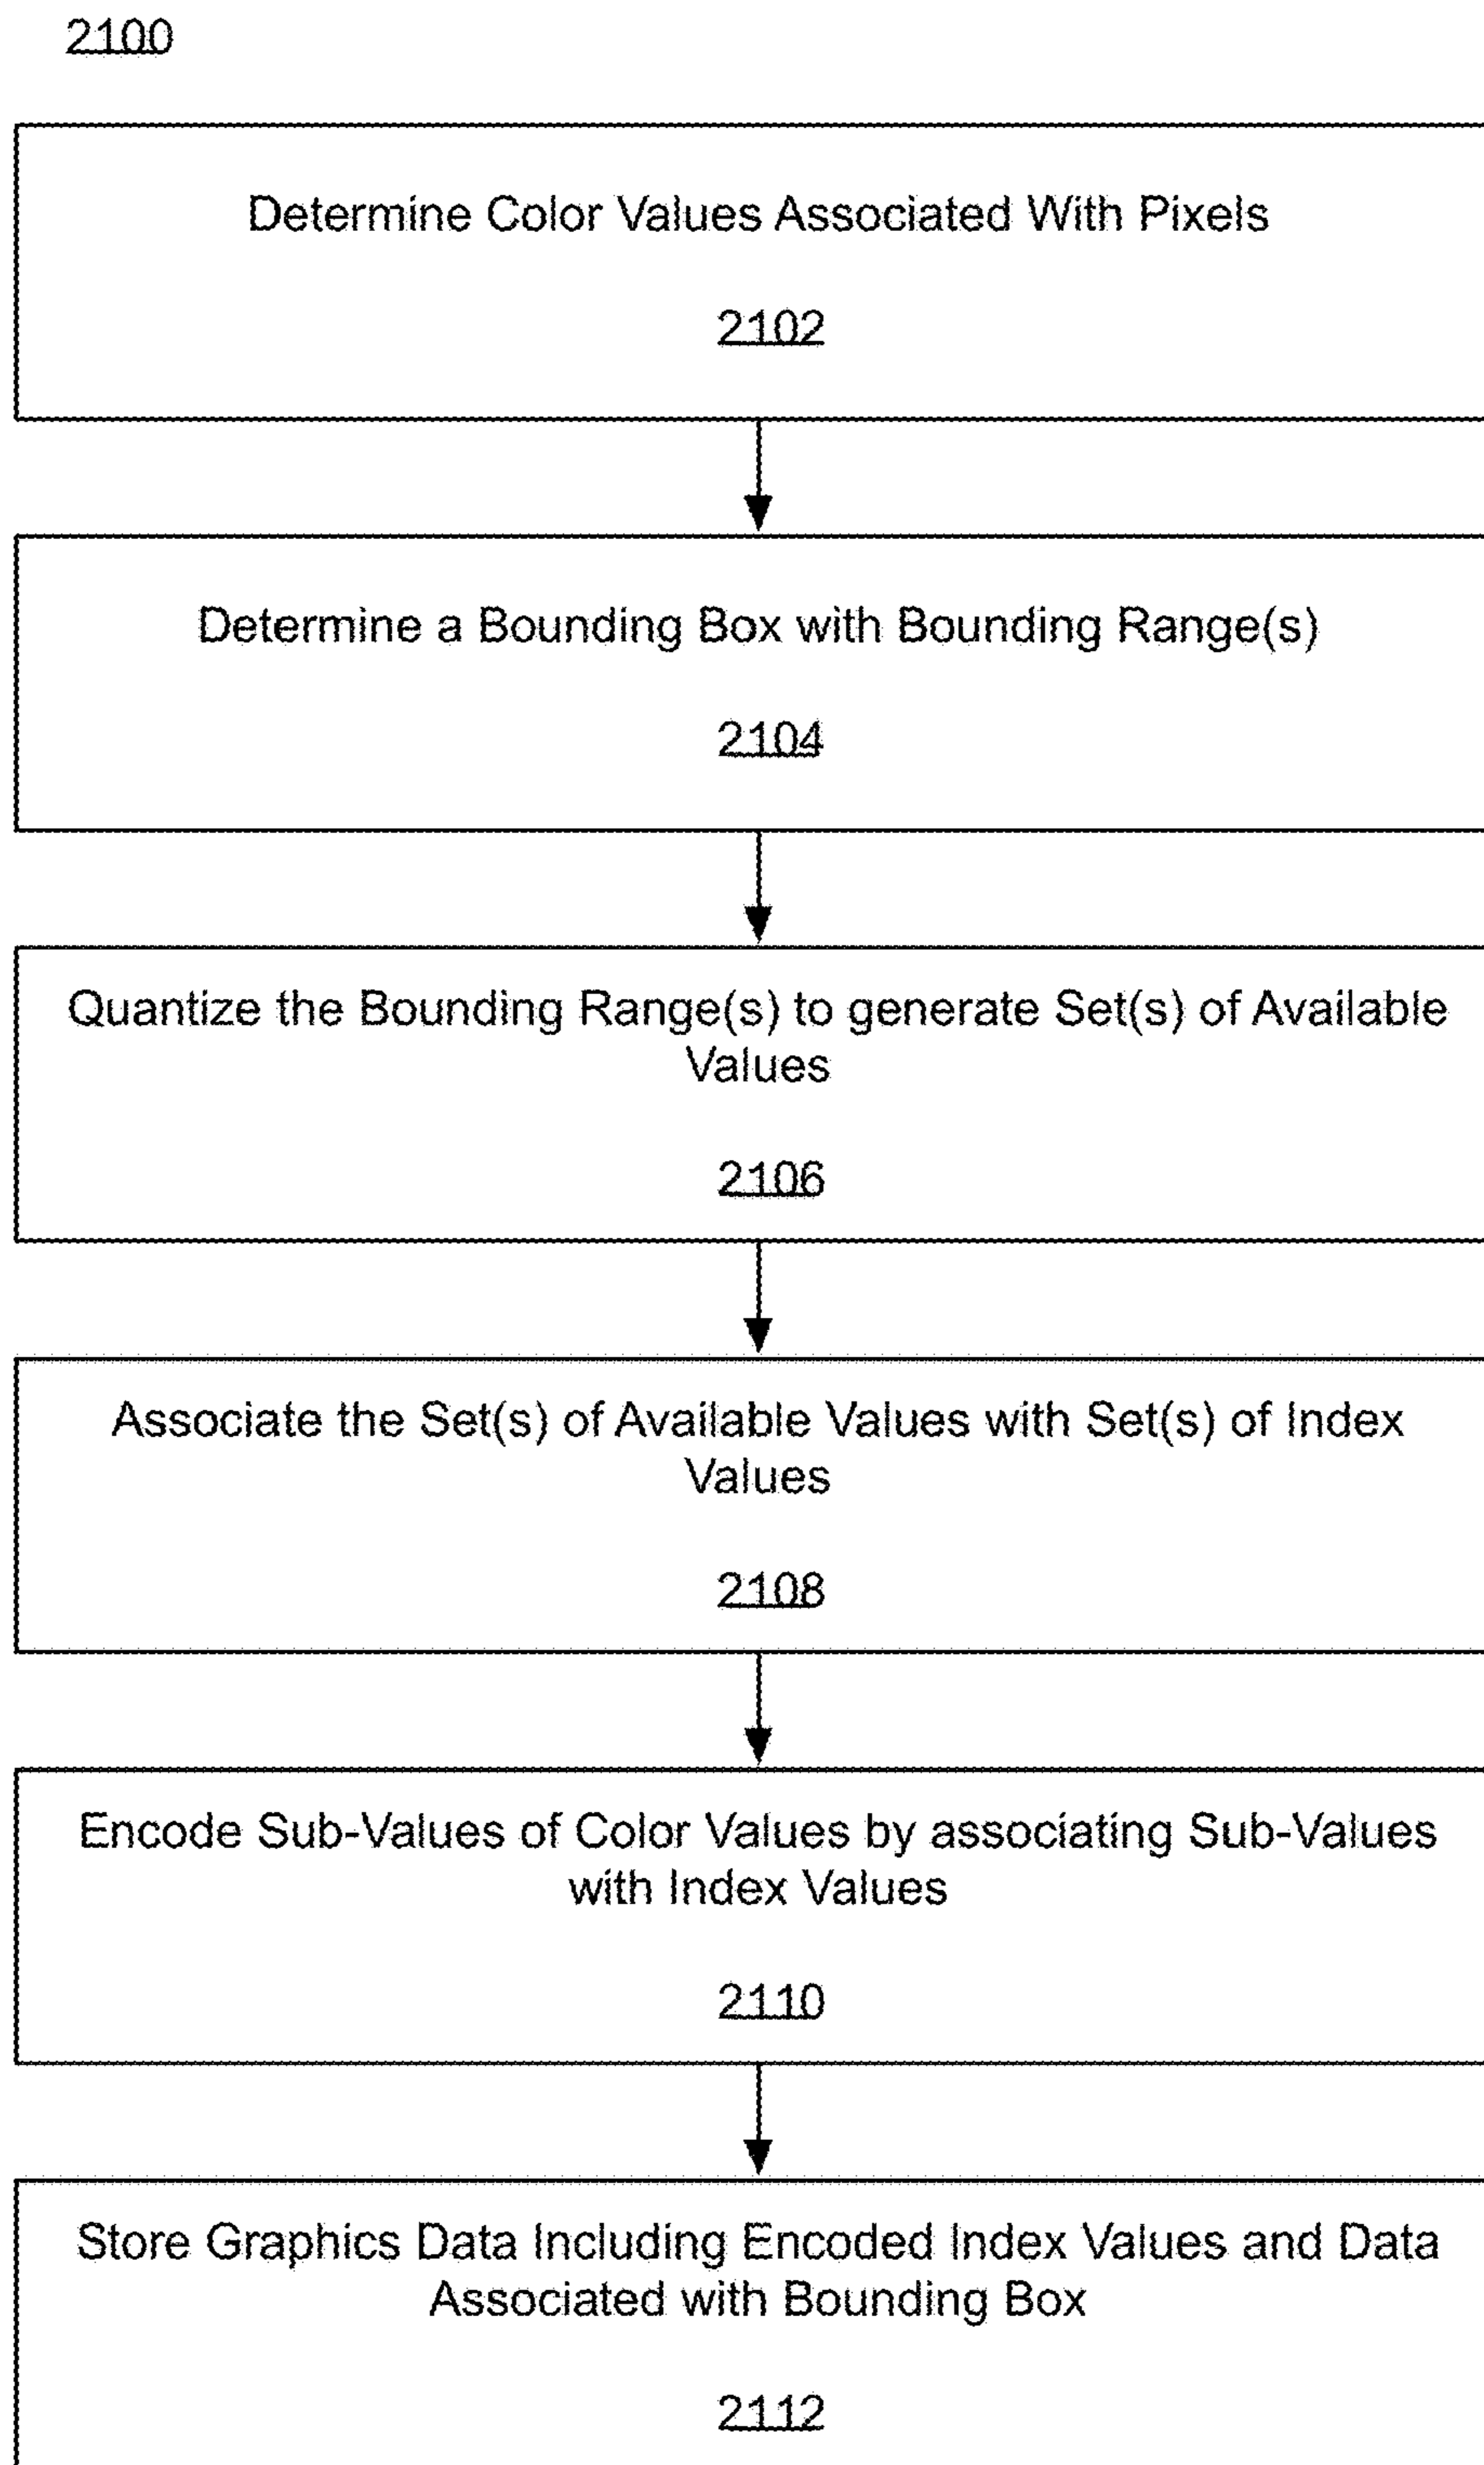 2100
Determine Color Values Associated With Pixels
2102
Determine a Bounding Box with Bounding Range(s)
2104
Quantize the Bounding Range(s) to generate Set(s) of Available
Values
2106
Associate the Set(s) of Available Values with Set(s) of Index
Values
2108
Encode Sub-Values of Color Values by associating Sub-Values
with Index Values
2110
Store Graphics Data Including Encoded Index Values and Data
Associated with Bounding Box
2112